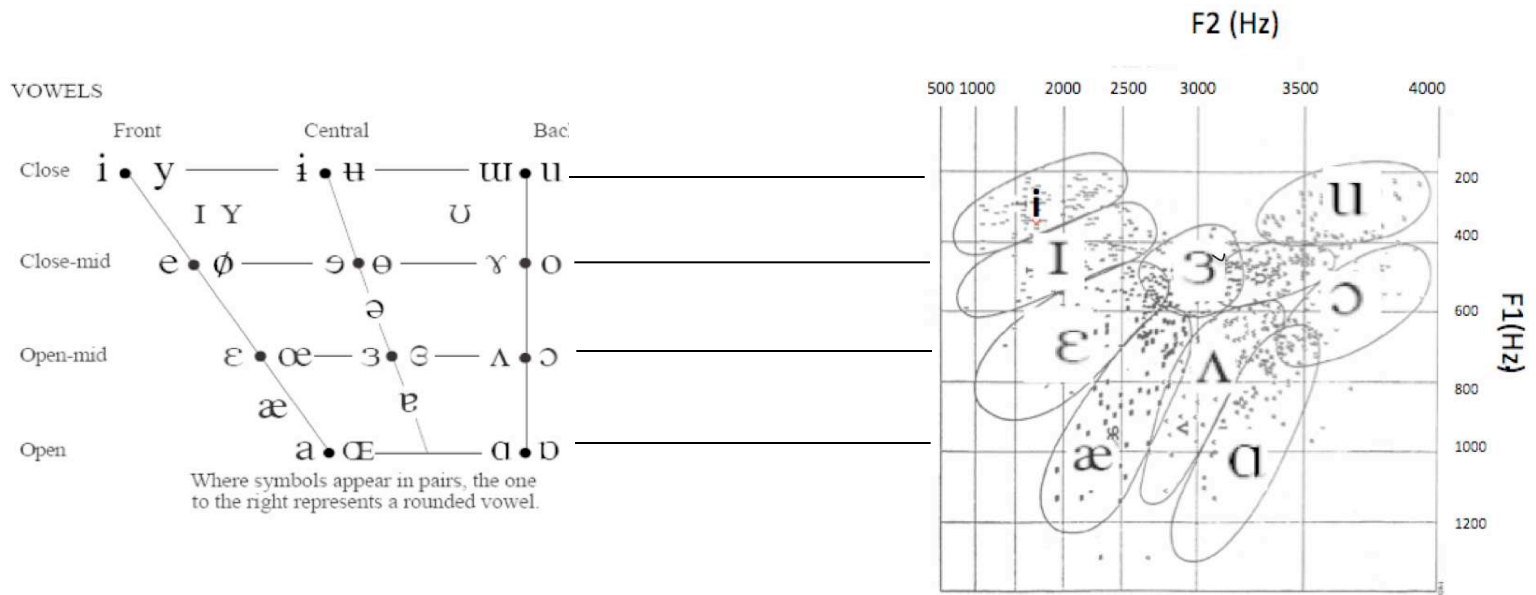 F2 (Hz)
VOWELS
Front Central Bac
Close i y ɨ ʉ ɯ u
ɪ ʏ ʊ
Close-mid e ø ɘ ɵ ɤ o
ə
Open-mid ɛ œ ɜ ɞ ʌ ɔ
æ ɐ
Open a ɶ ɑ ɒ
Where symbols appear in pairs, the one
to the right represents a rounded vowel.
500 1000 2000 2500 3000 3500 4000
i u 200
ɪ ɝ 400
ɔ 600
ɛ ʌ 800
æ ɑ 1000
1200
F1(Hz)